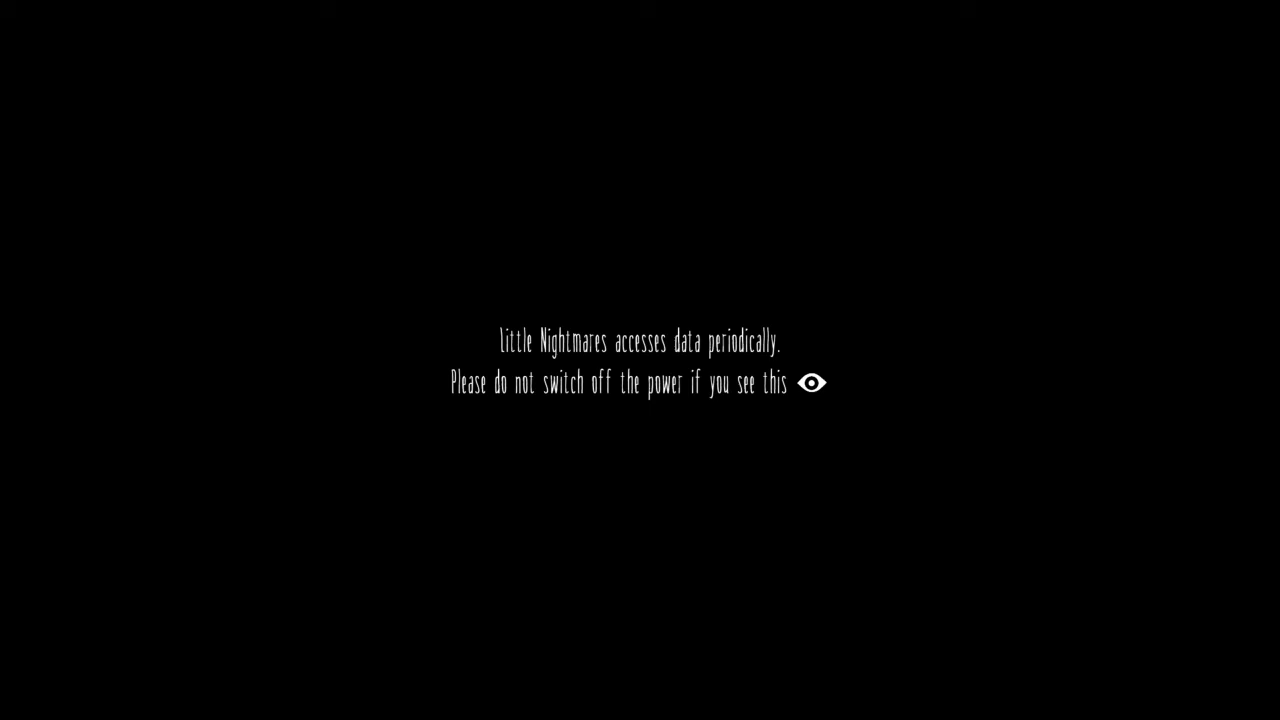 Little Nightmares accesses data periodically.
Please do not switch off the power if you see this